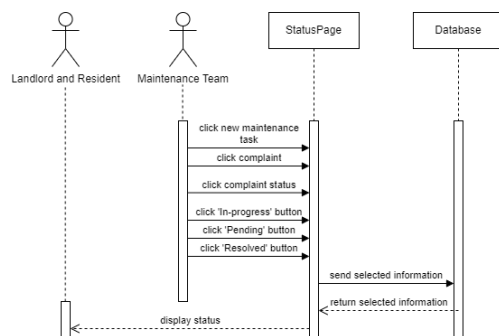 StatusPage
Database
Landlord and Resident
Maintenance Team
click new maintenance
task
click complaint
click complaint status
click 'In-progress' button
click 'Pending' button
click 'Resolved' button
send selected information
return selected information
display status